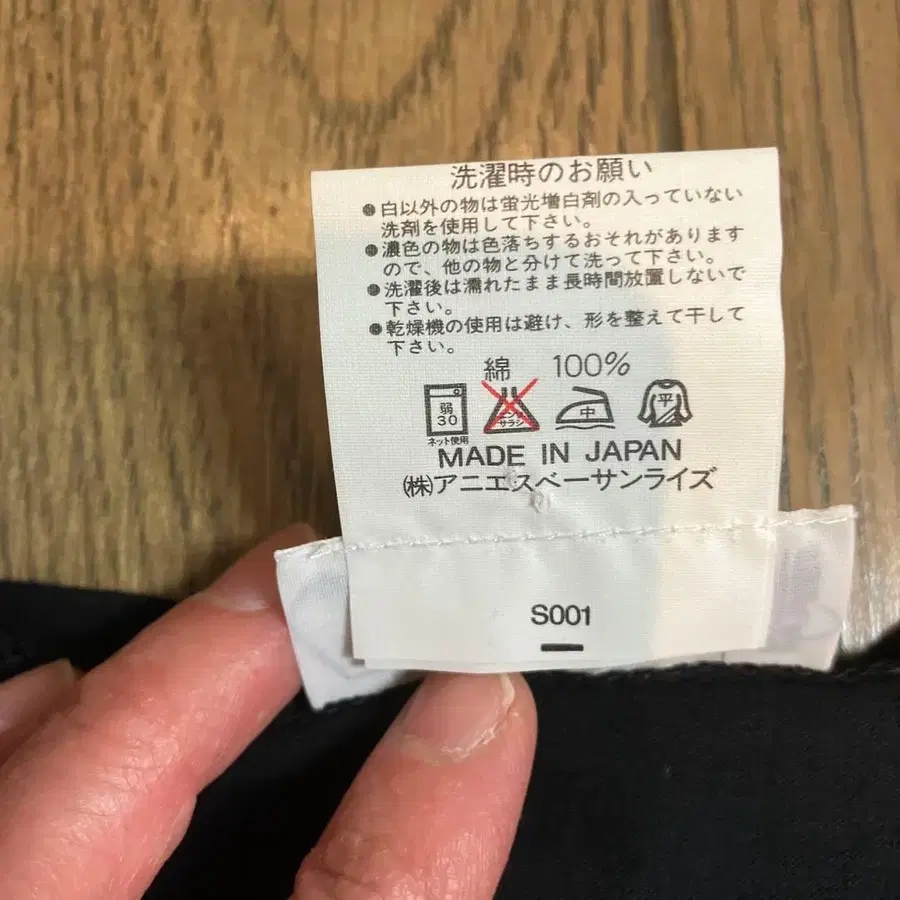 洗濯時のお願い
●白以外の物は蛍光増白剤の入っていない
洗剤を使用して下さい。
●濃色の物は色落ちするおそれがあります
ので、他の物と分けて洗って下さい。
●洗濯後は濡れたまま長時間放置しないで
下さい。
●乾燥機の使用は避け、形を整えて干して
下さい。
綿 100%
弱 30 中 平
サラシ
ネット使用
MADE IN JAPAN
㈱アニエスベーサンライズ
S001